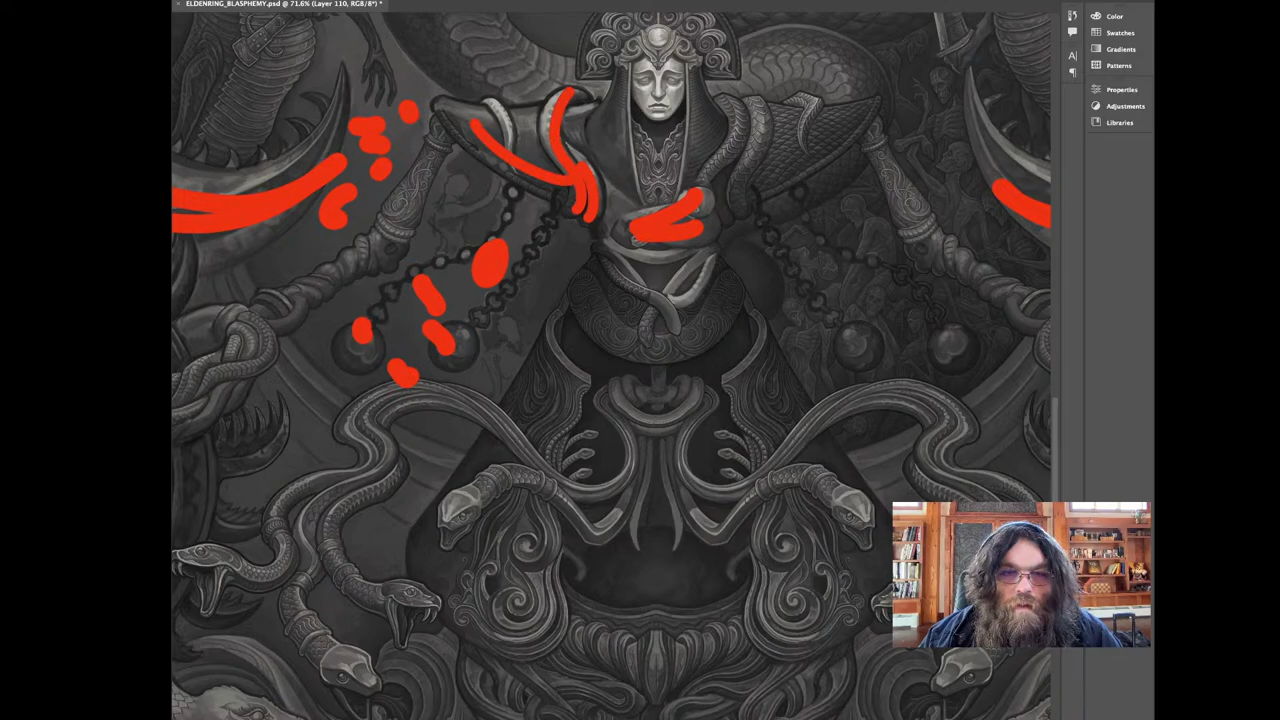 ELDENRING_BLASPHEMY.psd @ 71.6% (Layer 110, RGB/8*) *
Color
Swatches
Gradients
Patterns
Properties
Adjustments
Libraries